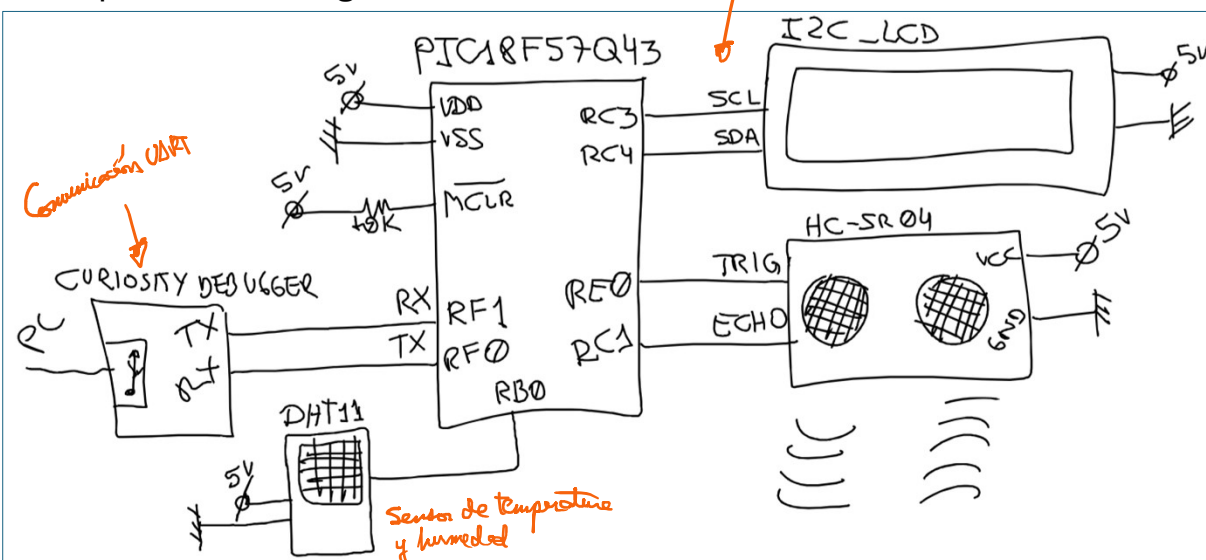 I2C_LCD
PIC18F57Q43
5V
5V
VDD
VSS
RC3
RC4
SCL
SDA
Comunicación UART
5V
MCLR
10K
HC-SR04
5V
VCC
GND
TRIG
ECHO
RE0
RC1
CURIOSITY DEBUGGER
PC
TX
RX
RX
TX
RF1
RF0
RB0
DHT11
5V
Sensor de temperatura
y humedad